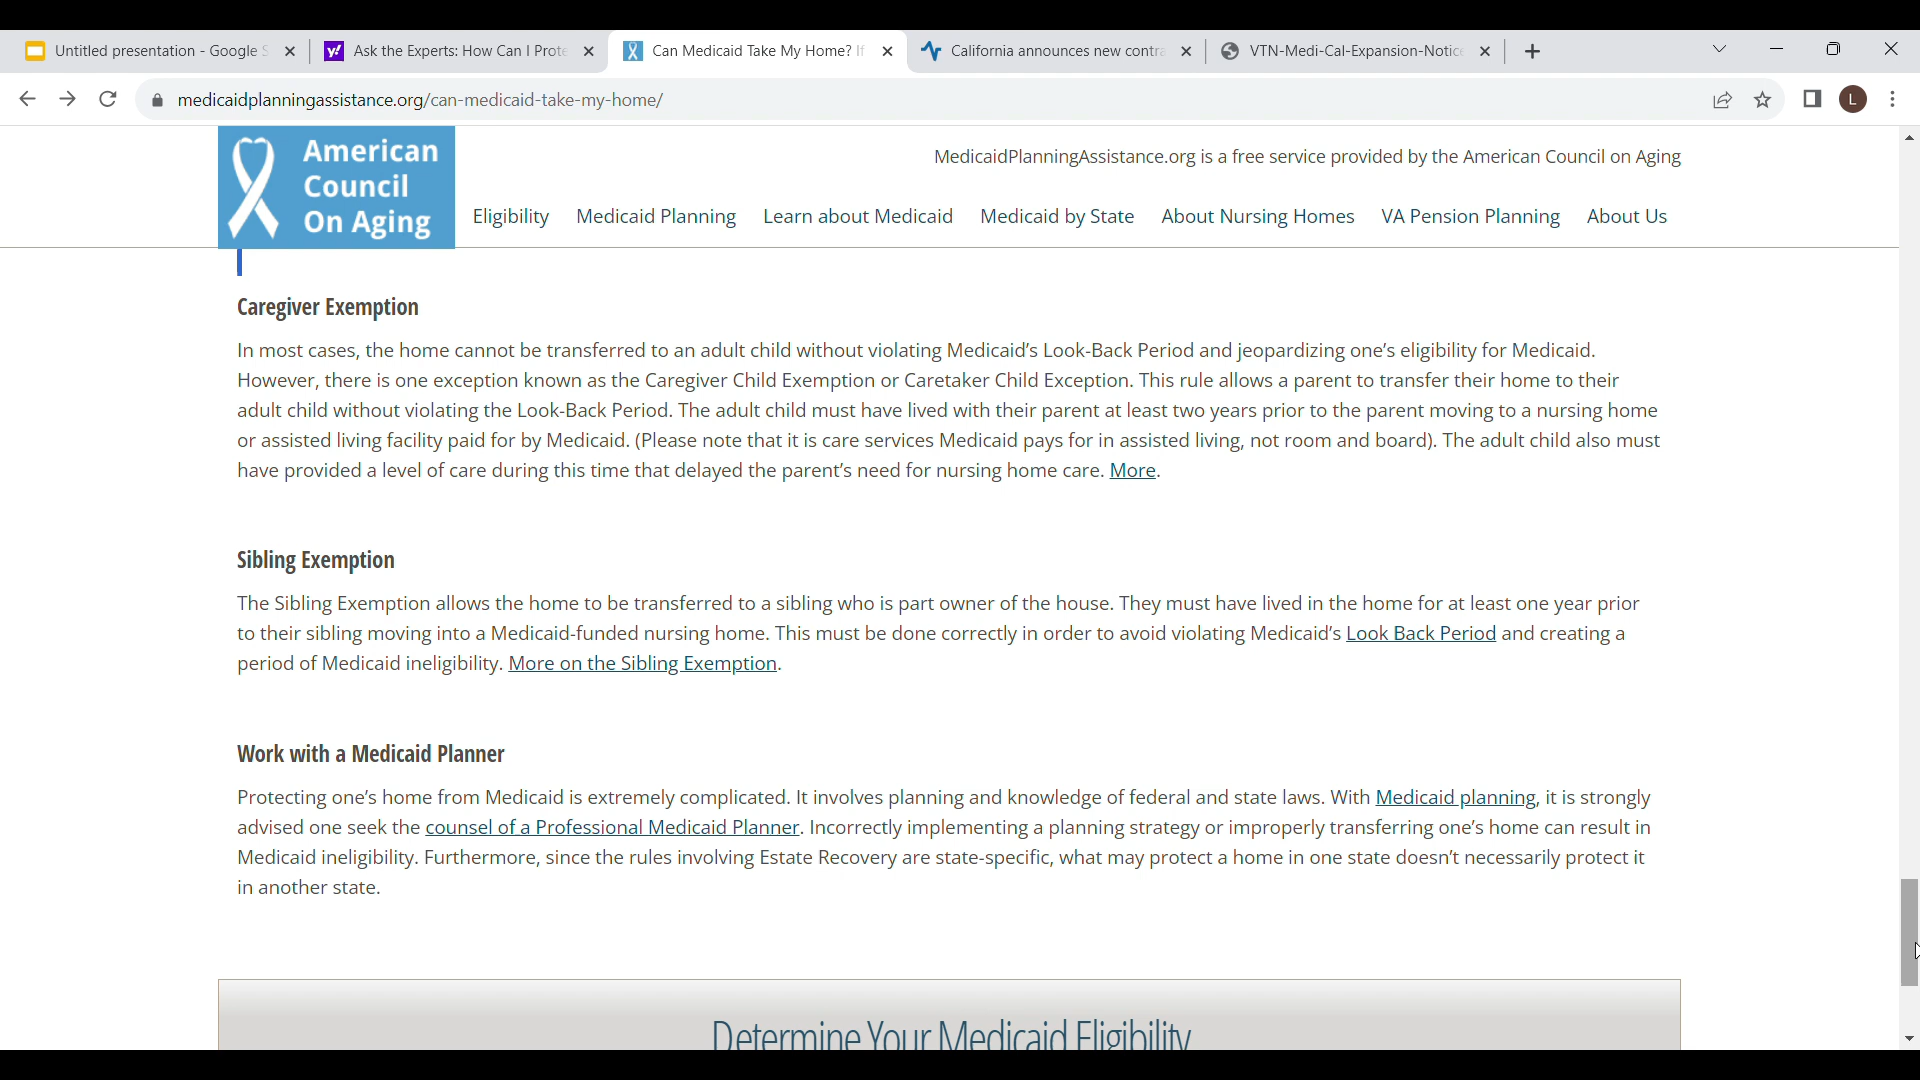 Untitled presentation - Google S
Ask the Experts: How Can I Prote
Can Medicaid Take My Home? If
California announces new contra
VTN-Medi-Cal-Expansion-Notice
medicaidplanningassistance.org/can-medicaid-take-my-home/
L
American
Council
On Aging
MedicaidPlanningAssistance.org is a free service provided by the American Council on Aging
Eligibility Medicaid Planning Learn about Medicaid Medicaid by State About Nursing Homes VA Pension Planning About Us
Caregiver Exemption
In most cases, the home cannot be transferred to an adult child without violating Medicaid’s Look-Back Period and jeopardizing one’s eligibility for Medicaid.
However, there is one exception known as the Caregiver Child Exemption or Caretaker Child Exception. This rule allows a parent to transfer their home to their
adult child without violating the Look-Back Period. The adult child must have lived with their parent at least two years prior to the parent moving to a nursing home
or assisted living facility paid for by Medicaid. (Please note that it is care services Medicaid pays for in assisted living, not room and board). The adult child also must
have provided a level of care during this time that delayed the parent’s need for nursing home care. More.
Sibling Exemption
The Sibling Exemption allows the home to be transferred to a sibling who is part owner of the house. They must have lived in the home for at least one year prior
to their sibling moving into a Medicaid-funded nursing home. This must be done correctly in order to avoid violating Medicaid’s Look Back Period and creating a
period of Medicaid ineligibility. More on the Sibling Exemption.
Work with a Medicaid Planner
Protecting one’s home from Medicaid is extremely complicated. It involves planning and knowledge of federal and state laws. With Medicaid planning, it is strongly
advised one seek the counsel of a Professional Medicaid Planner. Incorrectly implementing a planning strategy or improperly transferring one’s home can result in
Medicaid ineligibility. Furthermore, since the rules involving Estate Recovery are state-specific, what may protect a home in one state doesn’t necessarily protect it
in another state.
Determine Your Medicaid Eligibility